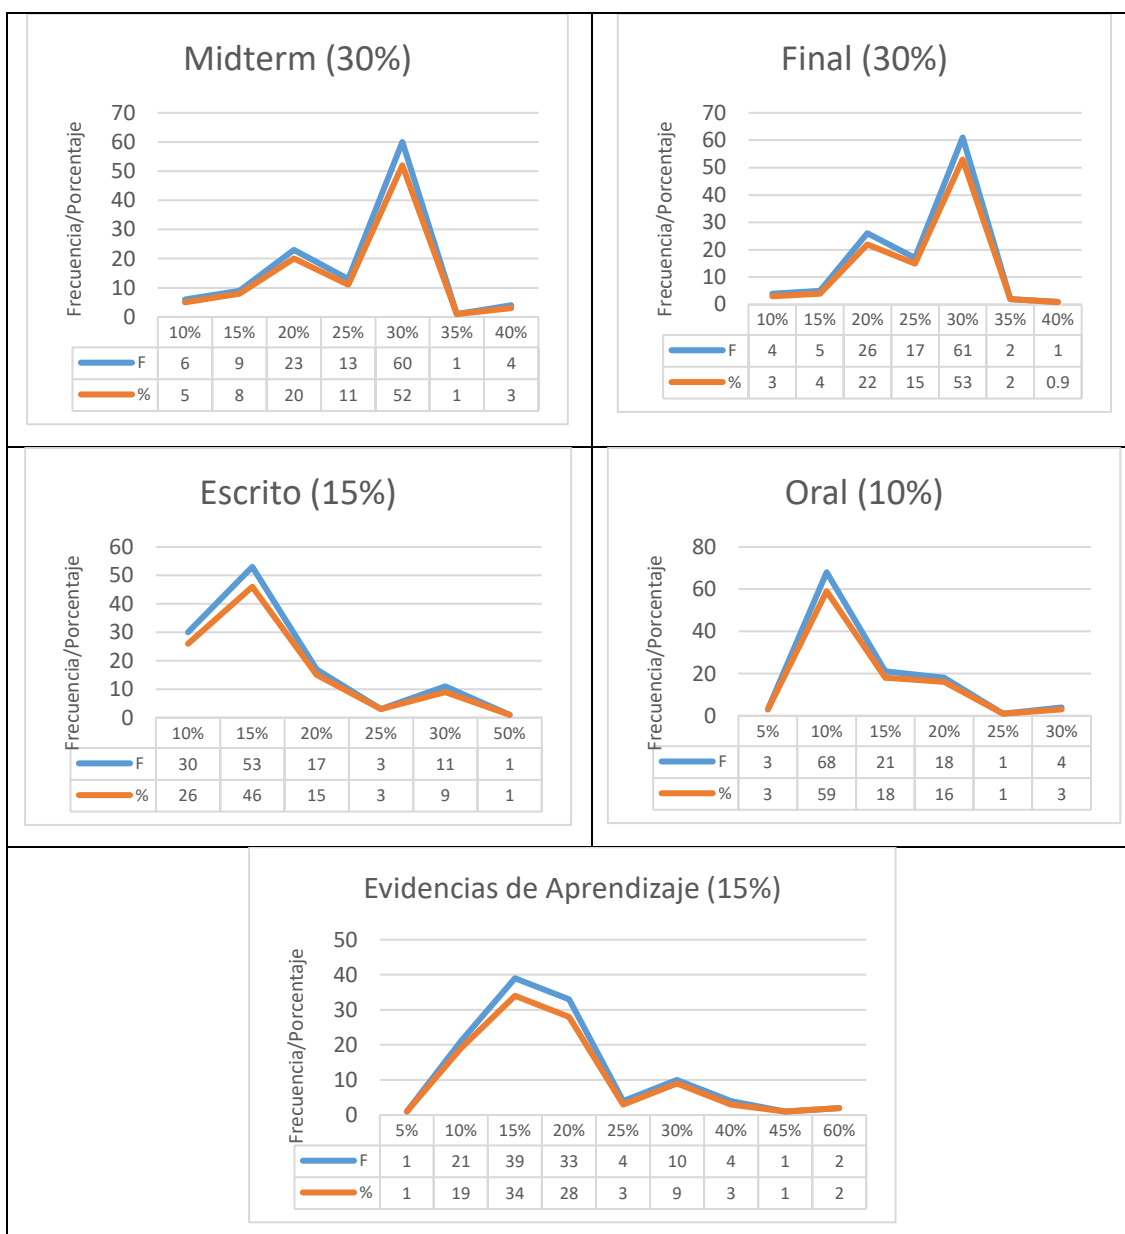 Midterm (30%)
Frecuencia/Porcentaje
70
60
50
40
30
20
10
0
10% 15% 20% 25% 30% 35% 40%
F 6 9 23 13 60 1 4
% 5 8 20 11 52 1 3
Final (30%)
Frecuencia/Porcentaje
70
60
50
40
30
20
10
0
10% 15% 20% 25% 30% 35% 40%
F 4 5 26 17 61 2 1
% 3 4 22 15 53 2 0.9
Escrito (15%)
Frecuencia/Porcentaje
60
50
40
30
20
10
0
10% 15% 20% 25% 30% 50%
F 30 53 17 3 11 1
% 26 46 15 3 9 1
Oral (10%)
Frecuencia/Porcentaje
80
60
40
20
0
5% 10% 15% 20% 25% 30%
F 3 68 21 18 1 4
% 3 59 18 16 1 3
Evidencias de Aprendizaje (15%)
Frecuencia/Porcentaje
50
40
30
20
10
0
5% 10% 15% 20% 25% 30% 40% 45% 60%
F 1 21 39 33 4 10 4 1 2
% 1 19 34 28 3 9 3 1 2